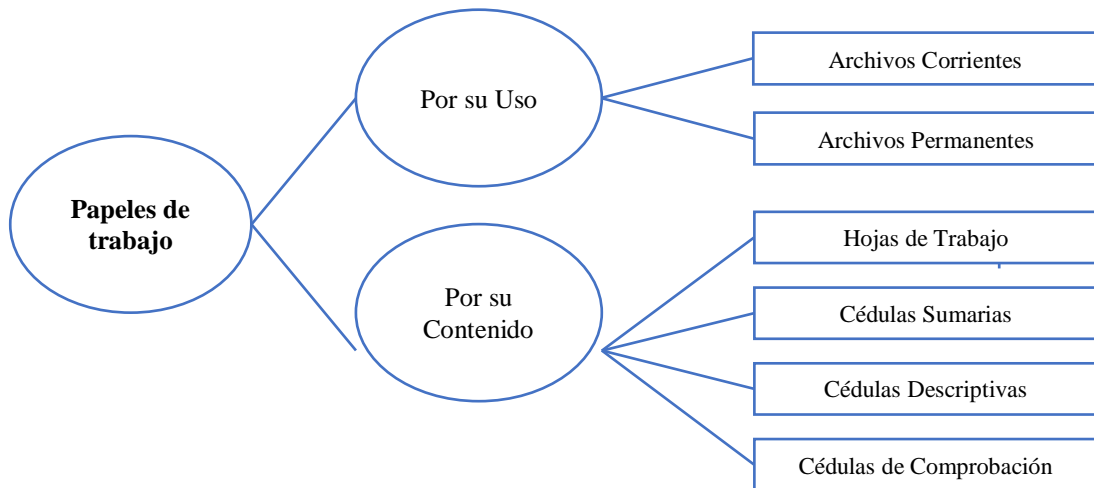 Papeles de
trabajo
Por su Uso
Archivos Corrientes
Archivos Permanentes
Por su
Contenido
Hojas de Trabajo
Cédulas Sumarias
Cédulas Descriptivas
Cédulas de Comprobación